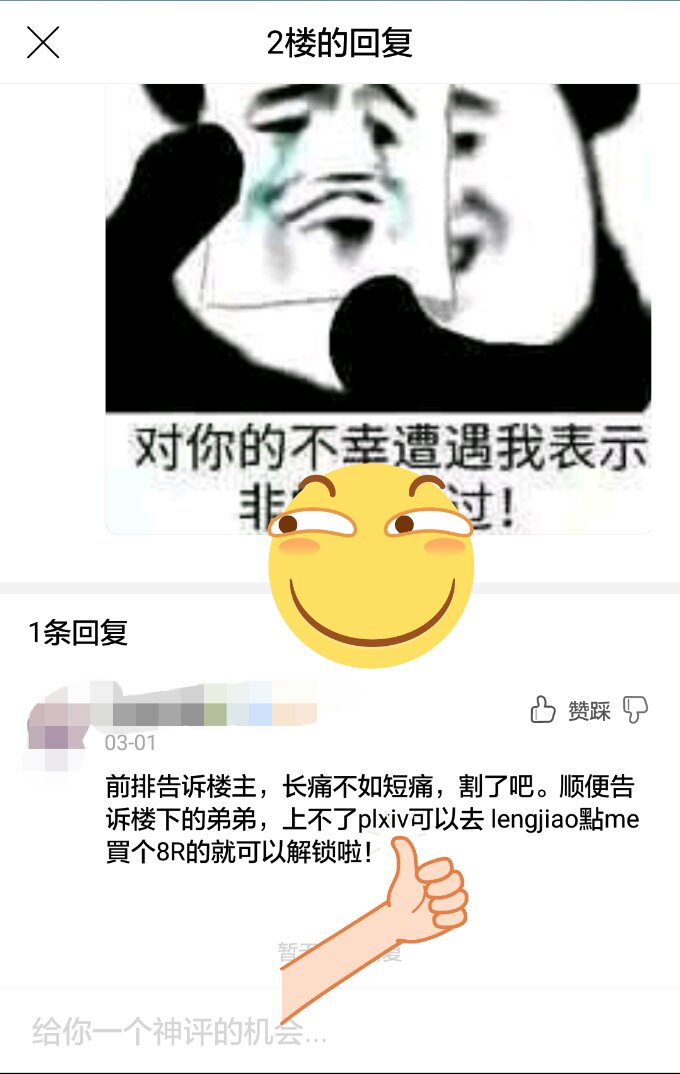 2楼的回复
对你的不幸遭遇我表示
非 过!
1条回复
赞踩
03-01
前排告诉楼主，长痛不如短痛，割了吧。顺便告
诉楼下的弟弟，上不了plxiv可以去 lengjiao點me
買个8R的就可以解锁啦！
暂 复
给你一个神评的机会...